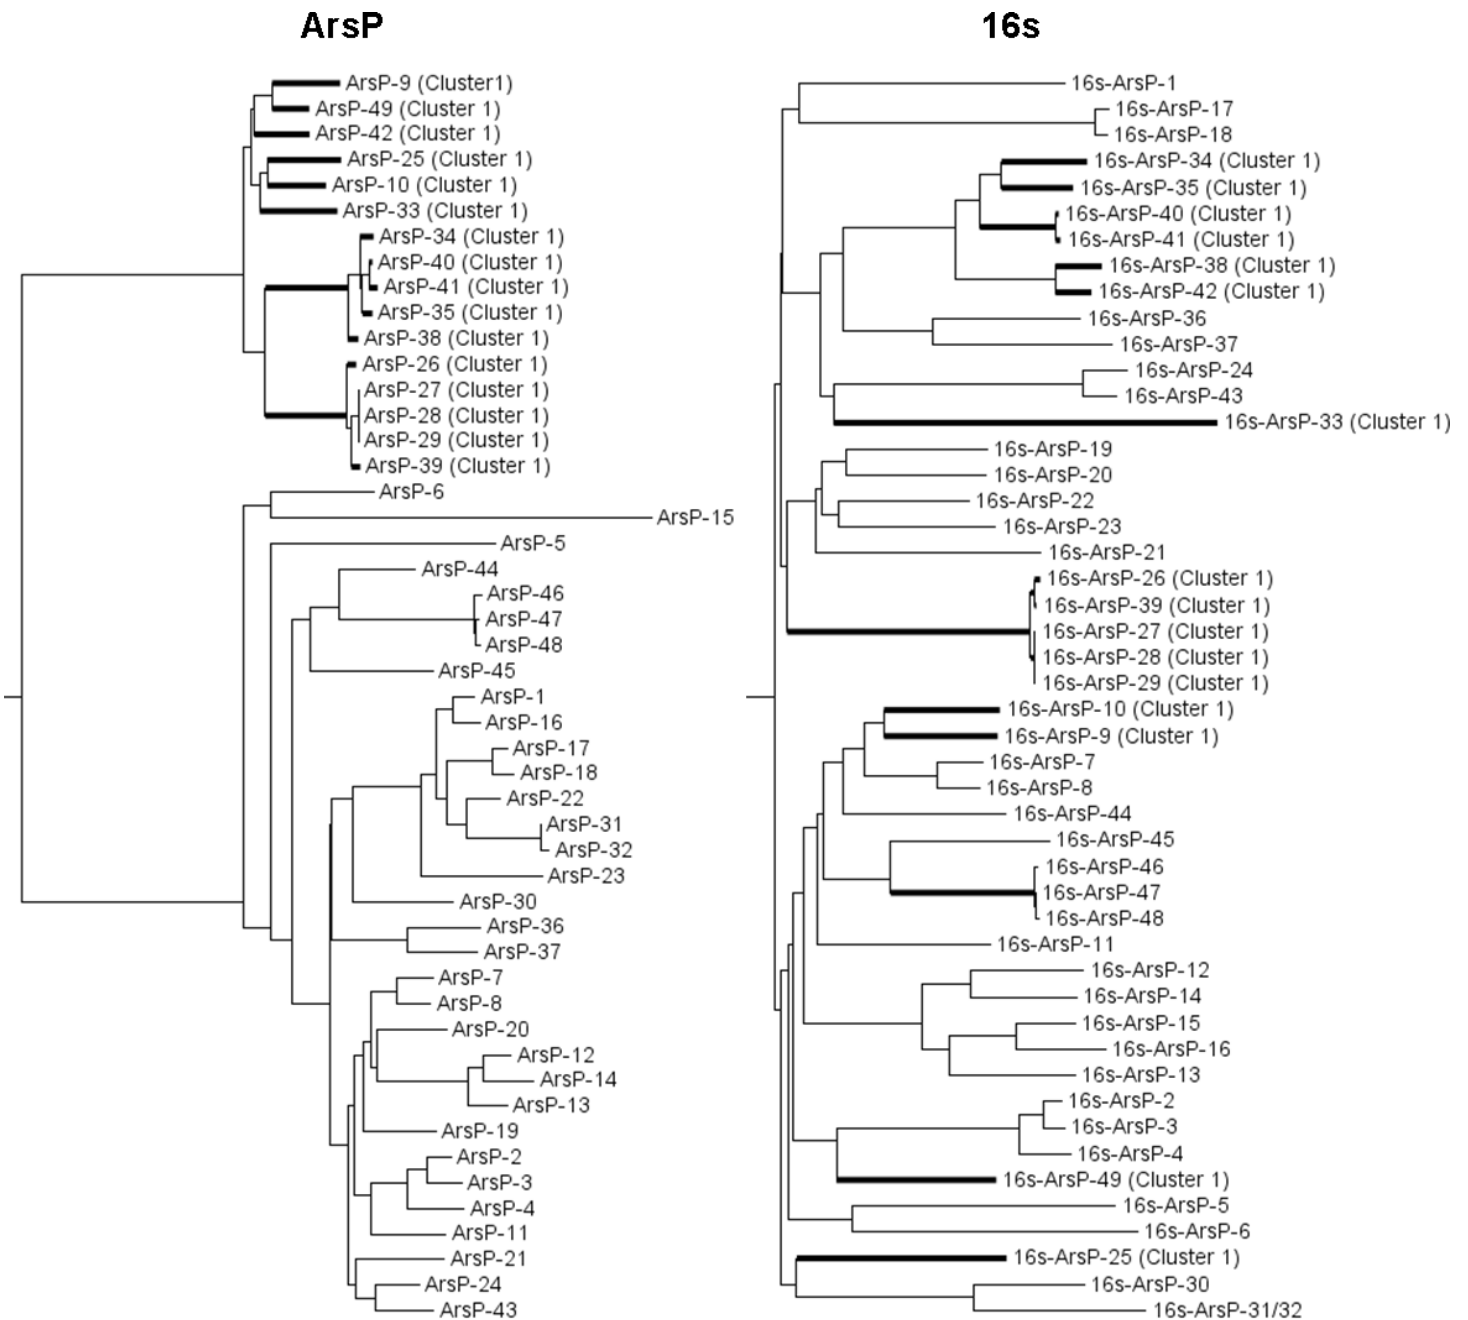 ArsP
ArsP-9 (Cluster1)
ArsP-49 (Cluster 1)
ArsP-42 (Cluster 1)
ArsP-25 (Cluster 1)
ArsP-10 (Cluster 1)
ArsP-33 (Cluster 1)
ArsP-34 (Cluster 1)
ArsP-40 (Cluster 1)
ArsP-41 (Cluster 1)
ArsP-35 (Cluster 1)
ArsP-38 (Cluster 1)
ArsP-26 (Cluster 1)
ArsP-27 (Cluster 1)
ArsP-28 (Cluster 1)
ArsP-29 (Cluster 1)
ArsP-39 (Cluster 1)
ArsP-6
ArsP-15
ArsP-5
ArsP-44
ArsP-46
ArsP-47
ArsP-48
ArsP-45
ArsP-1
ArsP-16
ArsP-17
ArsP-18
ArsP-22
ArsP-31
ArsP-32
ArsP-23
ArsP-30
ArsP-36
ArsP-37
ArsP-7
ArsP-8
ArsP-20
ArsP-12
ArsP-14
ArsP-13
ArsP-19
ArsP-2
ArsP-3
ArsP-4
ArsP-11
ArsP-21
ArsP-24
ArsP-43
16s
16s-ArsP-1
16s-ArsP-17
16s-ArsP-18
16s-ArsP-34 (Cluster 1)
16s-ArsP-35 (Cluster 1)
16s-ArsP-40 (Cluster 1)
16s-ArsP-41 (Cluster 1)
16s-ArsP-38 (Cluster 1)
16s-ArsP-42 (Cluster 1)
16s-ArsP-36
16s-ArsP-37
16s-ArsP-24
16s-ArsP-43
16s-ArsP-33 (Cluster 1)
16s-ArsP-19
16s-ArsP-20
16s-ArsP-22
16s-ArsP-23
16s-ArsP-21
16s-ArsP-26 (Cluster 1)
16s-ArsP-39 (Cluster 1)
16s-ArsP-27 (Cluster 1)
16s-ArsP-28 (Cluster 1)
16s-ArsP-29 (Cluster 1)
16s-ArsP-10 (Cluster 1)
16s-ArsP-9 (Cluster 1)
16s-ArsP-7
16s-ArsP-8
16s-ArsP-44
16s-ArsP-45
16s-ArsP-46
16s-ArsP-47
16s-ArsP-48
16s-ArsP-11
16s-ArsP-12
16s-ArsP-14
16s-ArsP-15
16s-ArsP-16
16s-ArsP-13
16s-ArsP-2
16s-ArsP-3
16s-ArsP-4
16s-ArsP-49 (Cluster 1)
16s-ArsP-5
16s-ArsP-6
16s-ArsP-25 (Cluster 1)
16s-ArsP-30
16s-ArsP-31/32